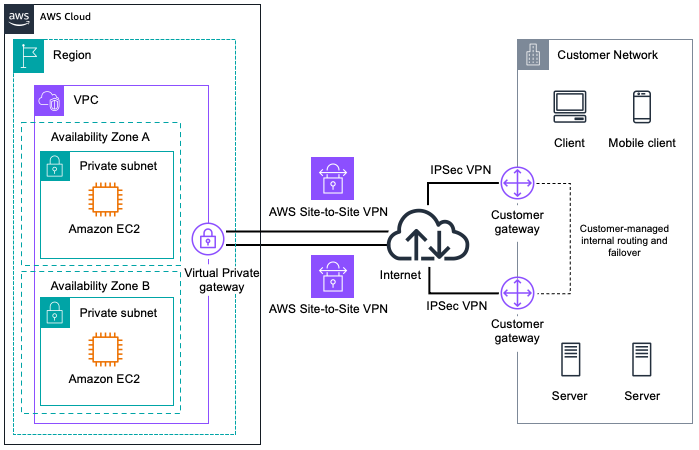 aws
AWS Cloud
Region
VPC
Availability Zone A
Private subnet
Amazon EC2
Availability Zone B
Private subnet
Amazon EC2
Virtual Private
gateway
AWS Site-to-Site VPN
AWS Site-to-Site VPN
Internet
IPSec VPN
IPSec VPN
Customer Network
Client
Mobile client
Customer
gateway
Customer-managed
internal routing and
failover
Customer
gateway
Server
Server